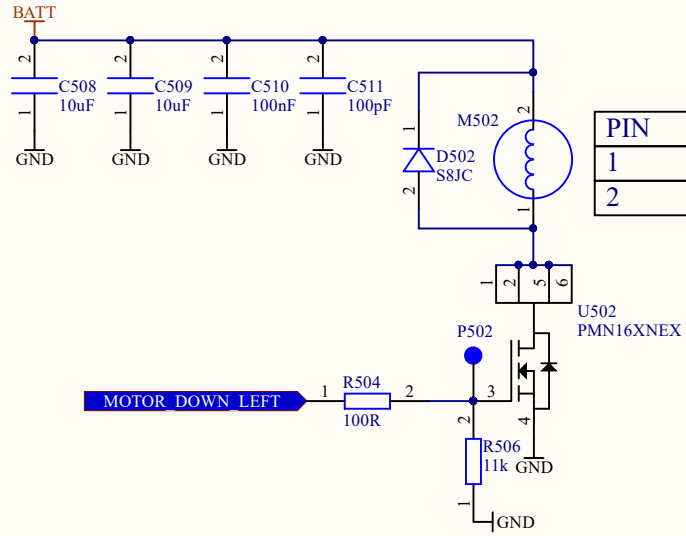 BATT
2
2
2
2
C508
10uF
C509
10uF
C510
100nF
C511
100pF
1
1
1
1
GND
GND
GND
GND
1
D502
S8JC
2
M502
2
1
PIN
1
2
1
2
5
6
U502
PMN16XNEX
P502
MOTOR_DOWN_LEFT
1
R504
100R
2
3
4
GND
2
R506
11k
1
GND